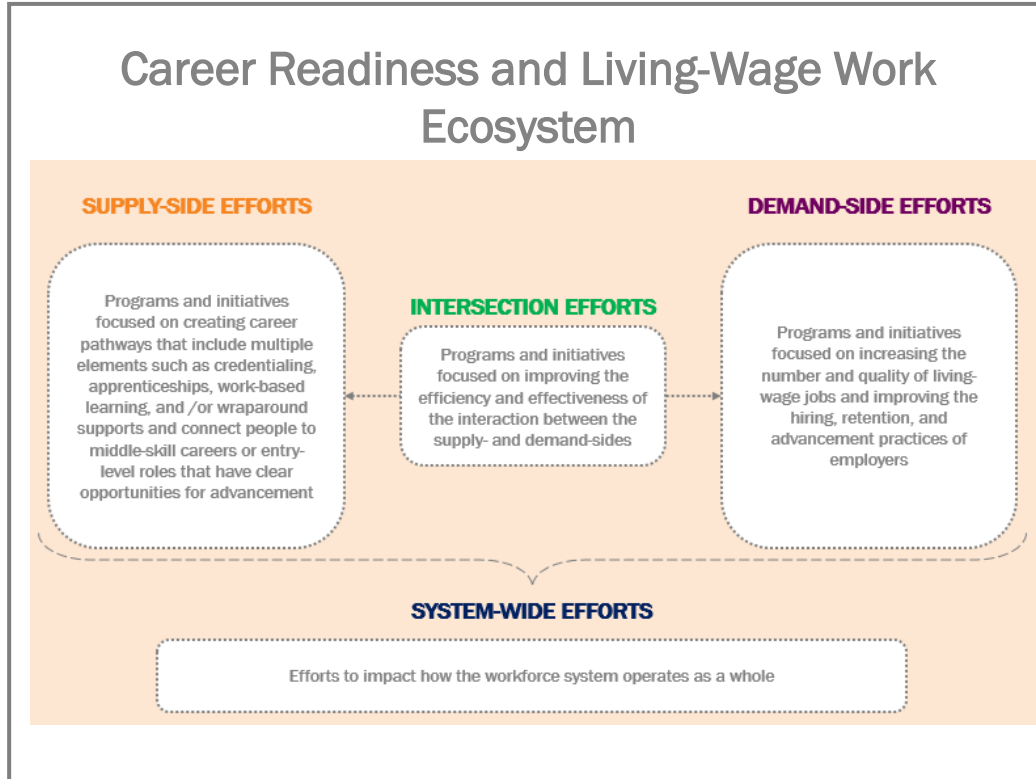 Career Readiness and Living-Wage Work
Ecosystem
SUPPLY-SIDE EFFORTS
Programs and initiatives
focused on creating career
pathways that include multiple
elements such as credentialing,
apprenticeships, work-based
learning, and /or wraparound
supports and connect people to
middle-skill careers or entry-
level roles that have clear
opportunities for advancement
INTERSECTION EFFORTS
Programs and initiatives
focused on improving the
efficiency and effectiveness of
the interaction between the
supply- and demand-sides
DEMAND-SIDE EFFORTS
Programs and initiatives
focused on increasing the
number and quality of living-
wage jobs and improving the
hiring, retention, and
advancement practices of
employers
SYSTEM-WIDE EFFORTS
Efforts to impact how the workforce system operates as a whole